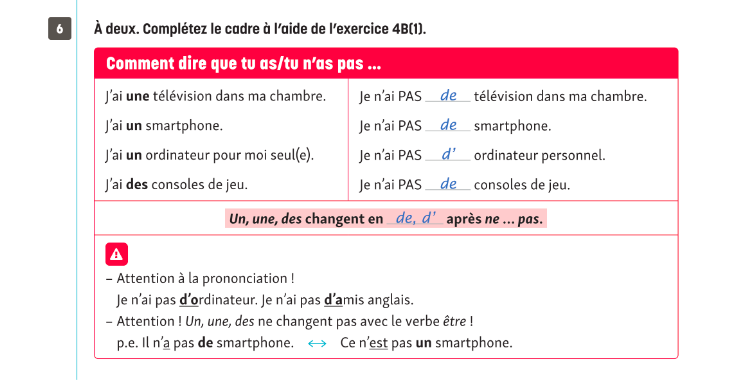 6 À deux. Complétez le cadre à l'aide de l'exercice 4B(1).
Comment dire que tu as/tu n'as pas ...
J'ai une télévision dans ma chambre. Je n'ai PAS de télévision dans ma chambre.
J'ai un smartphone. Je n'ai PAS de smartphone.
J'ai un ordinateur pour moi seul(e). Je n'ai PAS d' ordinateur personnel.
J'ai des consoles de jeu. Je n'ai PAS de consoles de jeu.
Un, une, des changent en de, d' après ne ... pas.
– Attention à la prononciation !
Je n'ai pas d'ordinateur. Je n'ai pas d'amis anglais.
– Attention ! Un, une, des ne changent pas avec le verbe être !
p.e. Il n'a pas de smartphone. ↔ Ce n'est pas un smartphone.